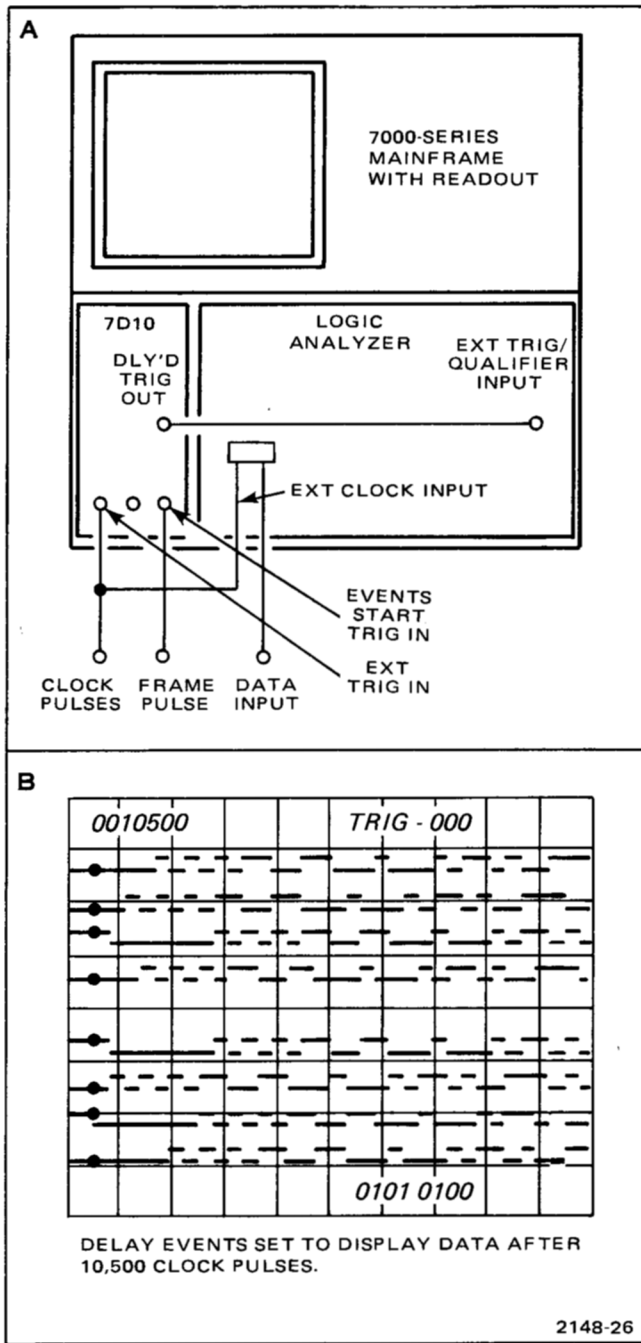 A
7000-SERIES
MAINFRAME
WITH READOUT
7D10
DLY'D
TRIG
OUT
LOGIC
ANALYZER
EXT TRIG/
QUALIFIER
INPUT
EXT CLOCK INPUT
EVENTS
START
TRIG IN
EXT
TRIG IN
CLOCK
PULSES
FRAME
PULSE
DATA
INPUT
B
0010500
TRIG - 000
0101 0100
DELAY EVENTS SET TO DISPLAY DATA AFTER
10,500 CLOCK PULSES.
2148-26